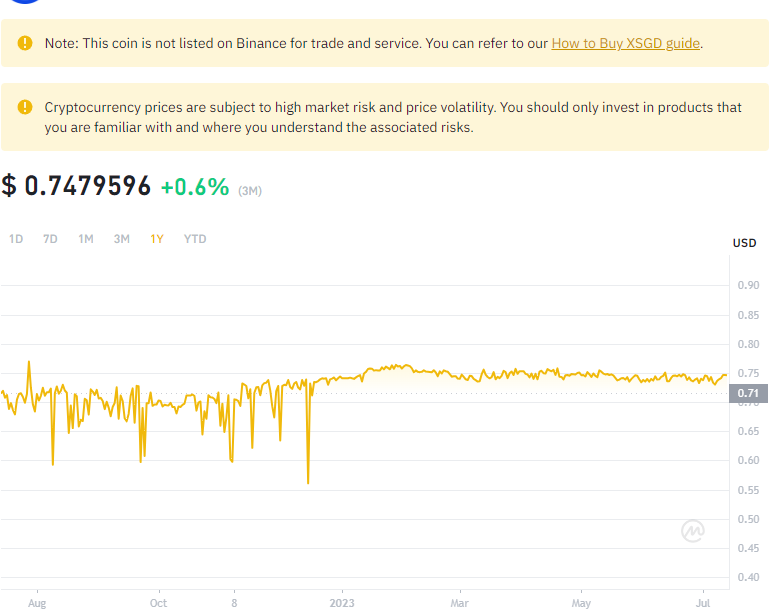 Note: This coin is not listed on Binance for trade and service. You can refer to our How to Buy XSGD guide.
Cryptocurrency prices are subject to high market risk and price volatility. You should only invest in products that
you are familiar with and where you understand the associated risks.
$ 0.7479596 +0.6% (3M)
1D 7D 1M 3M 1Y YTD
USD
0.90
0.85
0.80
0.75
0.71
0.65
0.60
0.55
0.50
0.45
0.40
Aug Oct 8 2023 Mar May Jul